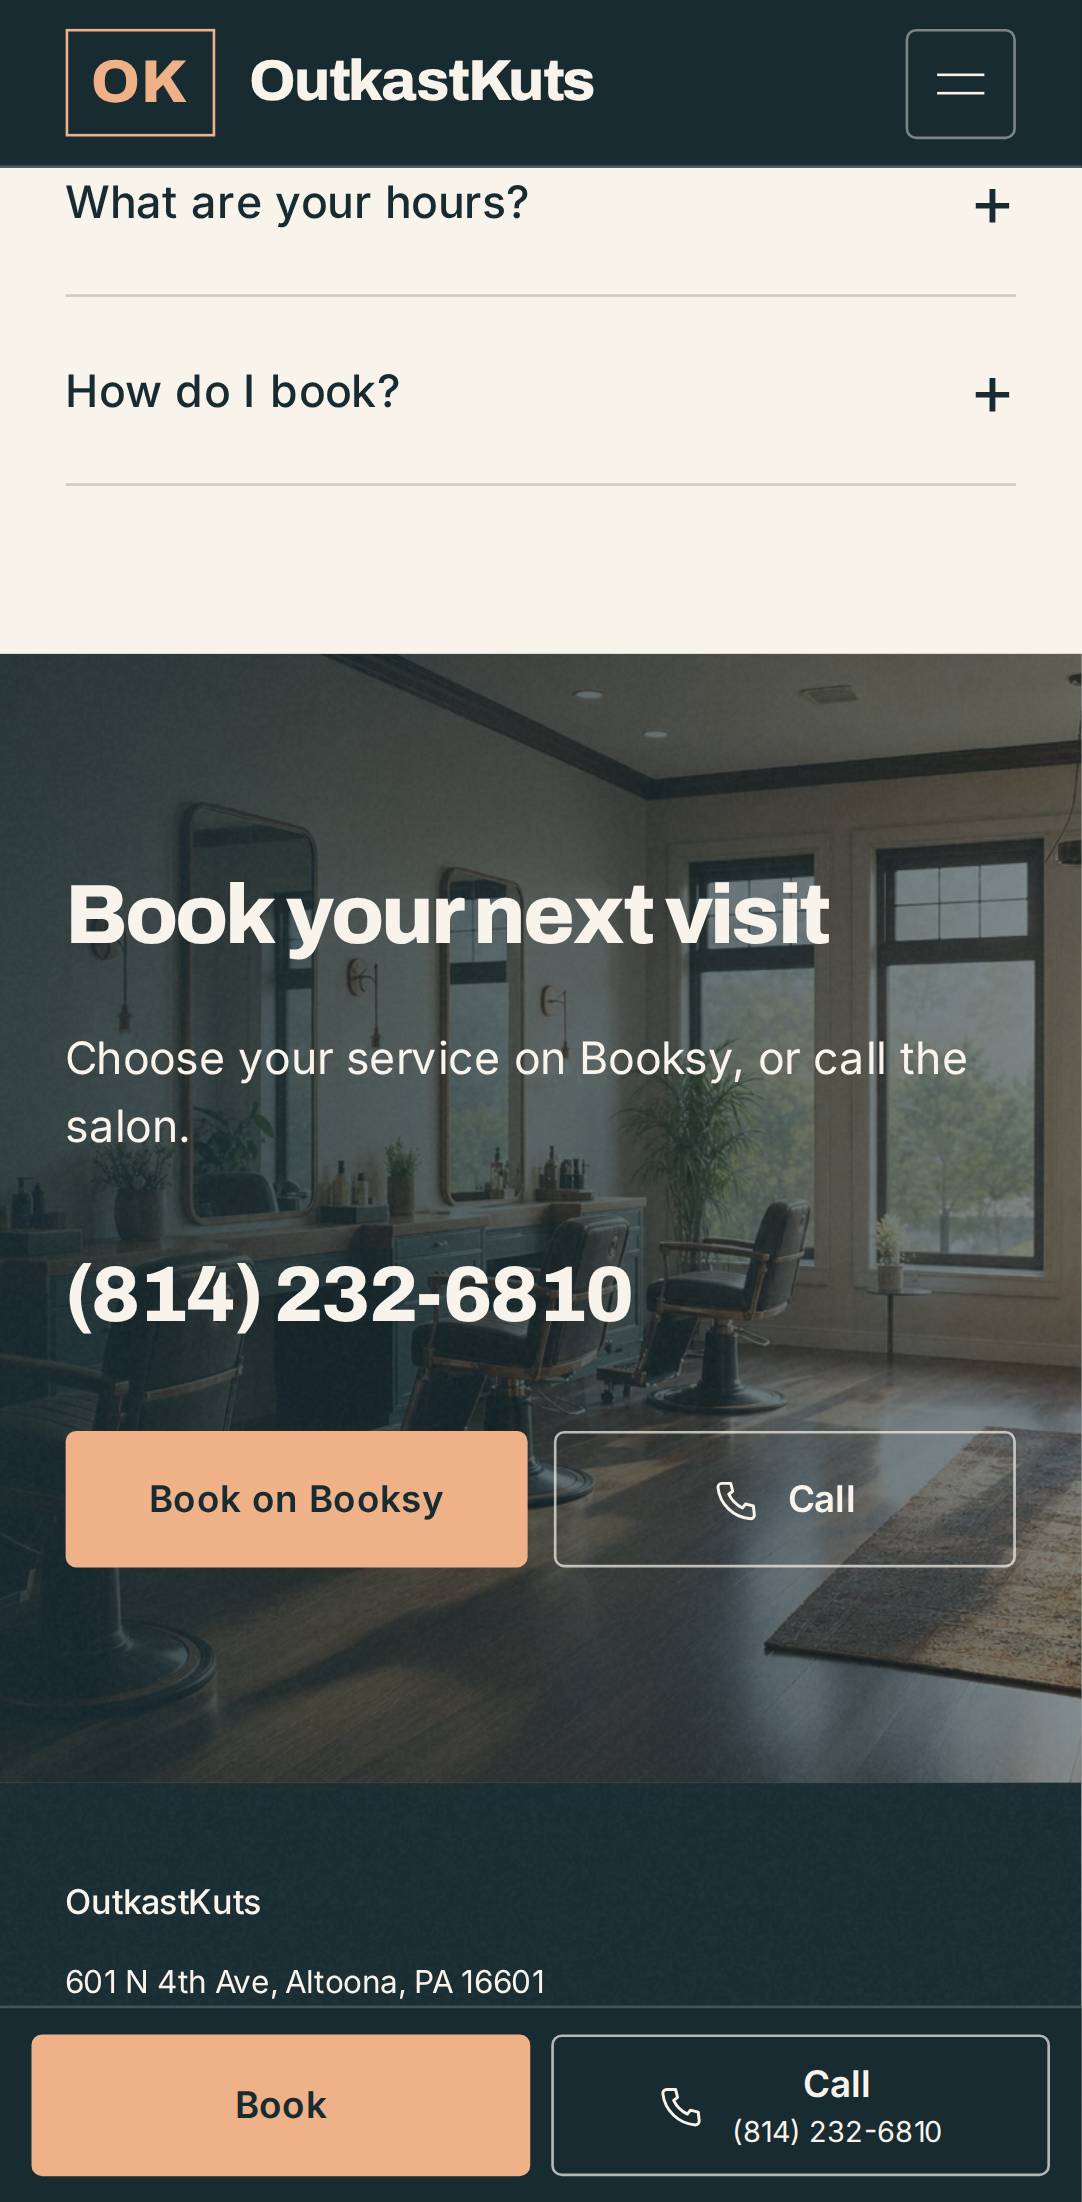 OK OutkastKuts
What are your hours?
How do I book?
Book your next visit
Choose your service on Booksy, or call the
salon.
(814) 232-6810
Book on Booksy
Call
OutkastKuts
601 N 4th Ave, Altoona, PA 16601
Book
Call
(814) 232-6810